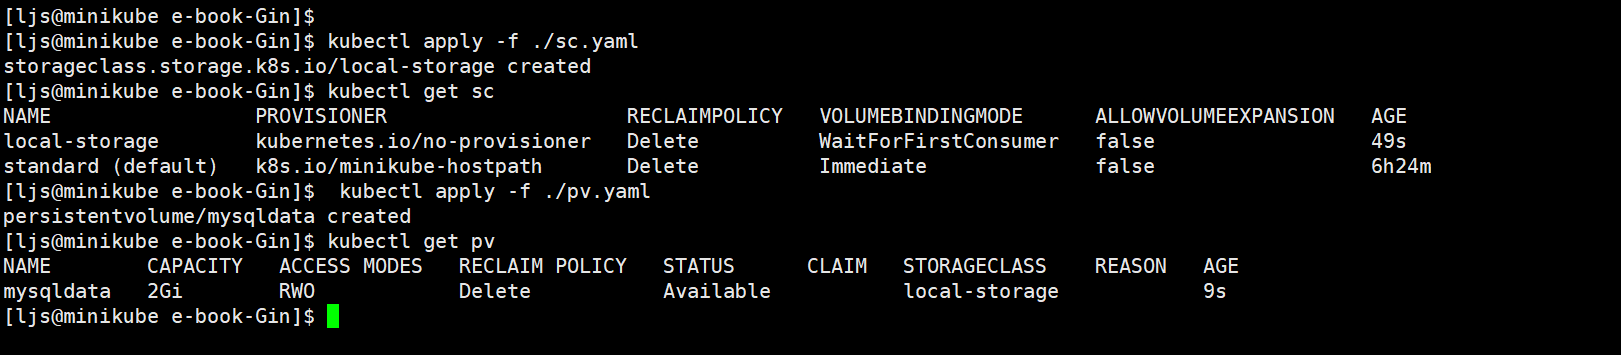 [ljs@minikube e-book-Gin]$
[ljs@minikube e-book-Gin]$ kubectl apply -f ./sc.yaml
storageclass.storage.k8s.io/local-storage created
[ljs@minikube e-book-Gin]$ kubectl get sc
NAME                 PROVISIONER                    RECLAIMPOLICY   VOLUMEBINDINGMODE      ALLOWVOLUMEEXPANSION   AGE
local-storage        kubernetes.io/no-provisioner   Delete          WaitForFirstConsumer   false                  49s
standard (default)   k8s.io/minikube-hostpath       Delete          Immediate              false                  6h24m
[ljs@minikube e-book-Gin]$  kubectl apply -f ./pv.yaml
persistentvolume/mysqldata created
[ljs@minikube e-book-Gin]$ kubectl get pv
NAME        CAPACITY   ACCESS MODES   RECLAIM POLICY   STATUS      CLAIM   STORAGECLASS    REASON   AGE
mysqldata   2Gi        RWO            Delete           Available           local-storage            9s
[ljs@minikube e-book-Gin]$